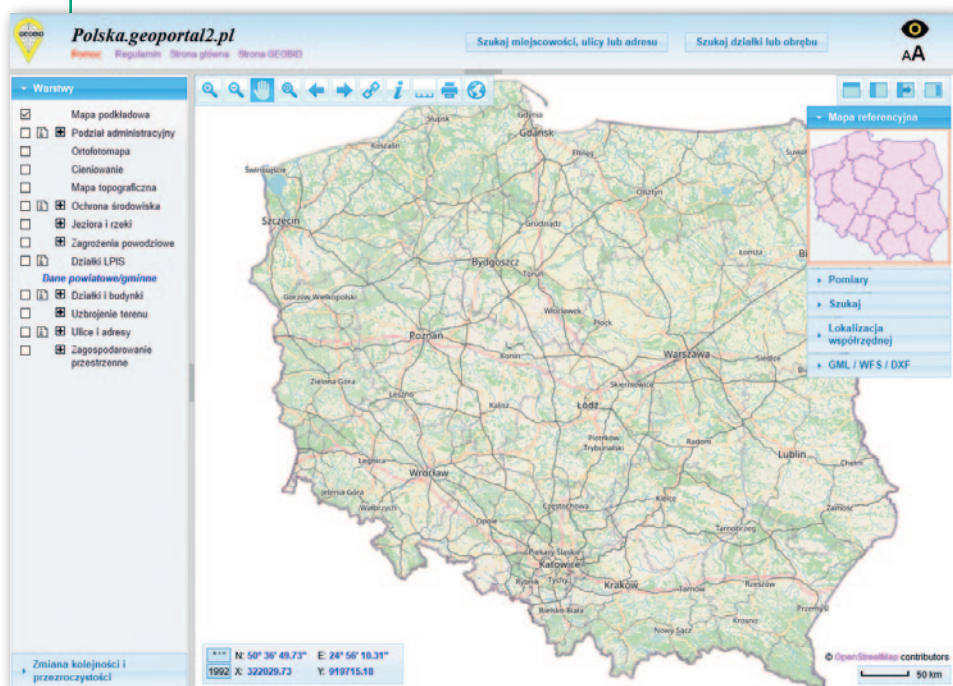 GEOBID
Polska.geoportal2.pl
Pomoc Regulamin Strona główna Strona GEOBID
Szukaj miejscowości, ulicy lub adresu
Szukaj działki lub obrębu
AA
Warstwy
Mapa podkładowa
Podział administracyjny
Ortofotomapa
Cieniowanie
Mapa topograficzna
Ochrona środowiska
Jeziora i rzeki
Zagrożenia powodziowe
Działki LPIS
Dane powiatowe/gminne
Działki i budynki
Uzbrojenie terenu
Ulice i adresy
Zagospodarowanie
przestrzenne
Zmiana kolejności i
przezroczystości
Mapa referencyjna
Pomiary
Szukaj
Lokalizacja
współrzędnej
GML / WFS / DXF
Gdynia
Słupsk
Gdańsk
Koszalin
Elbląg
Suwa
Świnoujście
Olsztyn
Szczecin
Grudziądz
Łomża
Bi
Bydgoszcz
Toruń
Gorzów Wielkopolski
Włocławek
Płock
Poznań
Konin
Warszawa
Siedlce
Zielona Góra
Skierniewice
Leszno
Kalisz
Łódź
Piotrków
Trybunalski
Radom
Lublin
Chełm
Legnica
Wrocław
Jelenia Góra
Wałbrzych
Częstochowa
Kielce
Zamość
Opole
Tarnobrzeg
Piekary Śląskie
Katowice
Rybnik
Tychy
Kraków
Tarnów
Rzeszów
Bielsko-Biała
Przemyśl
Nowy Sącz
Krosno
° ' " N: 50° 36' 49.73" E: 24° 56' 10.31"
1992 X: 322029.73 Y: 919715.18
© OpenStreetMap contributors
50 km